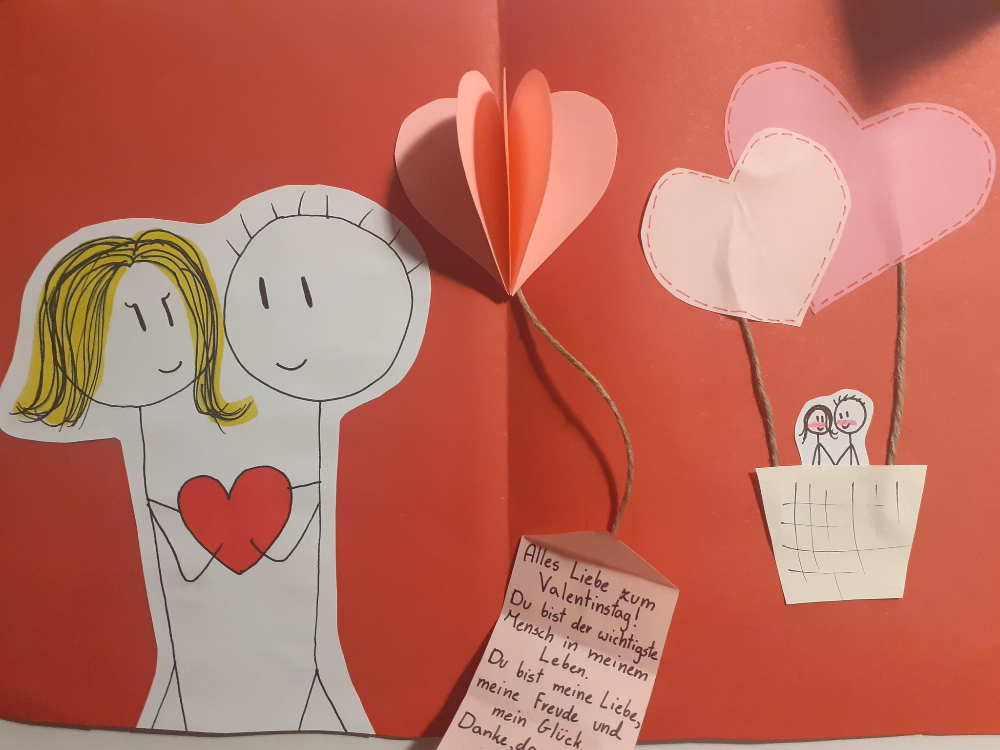 Alles Liebe zum
Valentinstag!
Du bist der wichtigste
Mensch in meinem
Leben.
Du bist meine Liebe,
meine Freude und
mein Glück.
Danke,